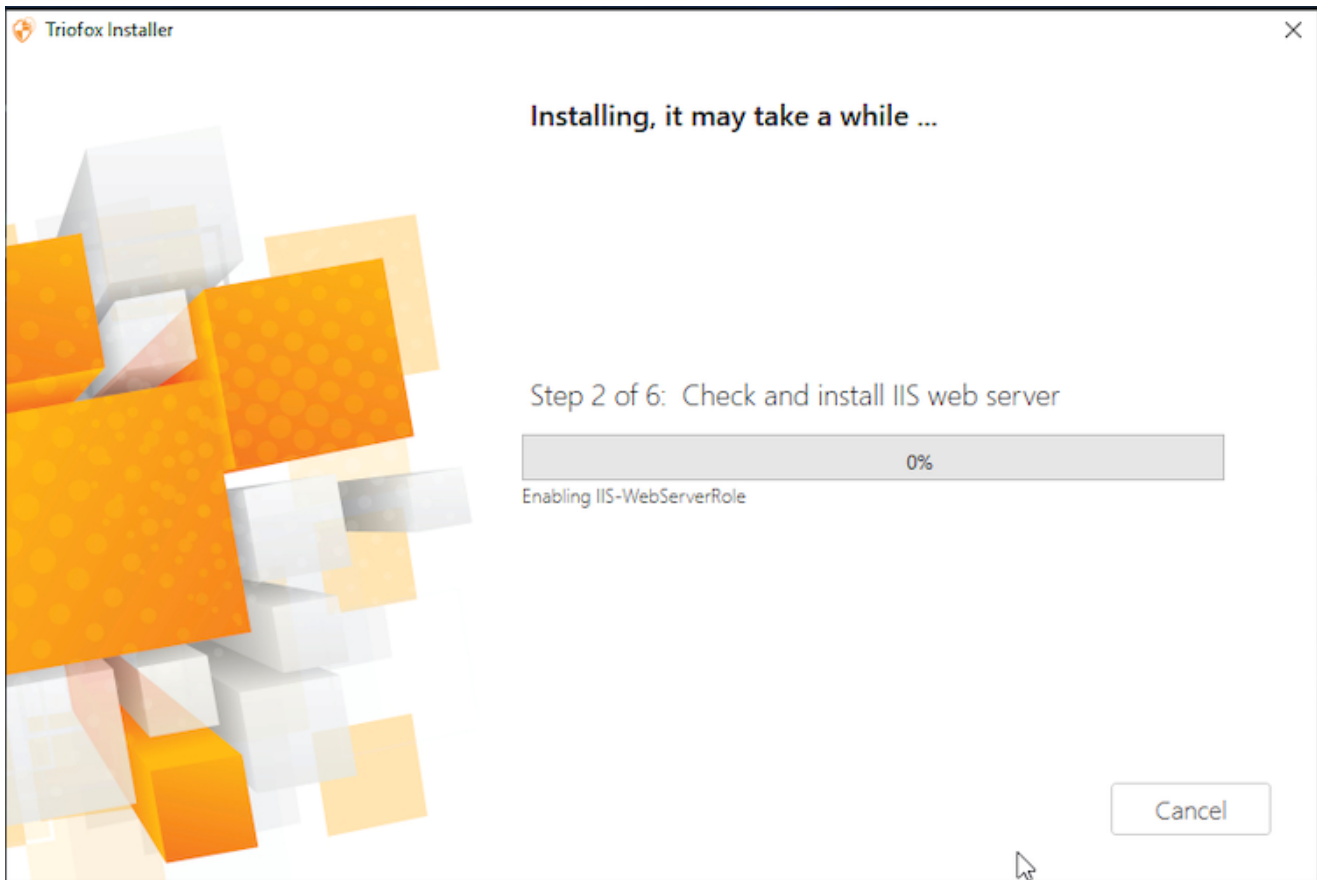 Triofox Installer
Installing, it may take a while ...
Step 2 of 6: Check and install IIS web server
0%
Enabling IIS-WebServerRole
Cancel